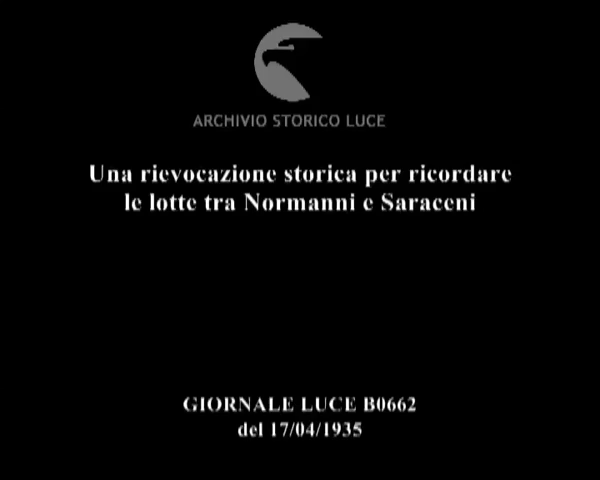 ARCHIVIO STORICO LUCE
Una rievocazione storica per ricordare
le lotte tra Normanni e Saraceni
GIORNALE LUCE B0662
del 17/04/1935